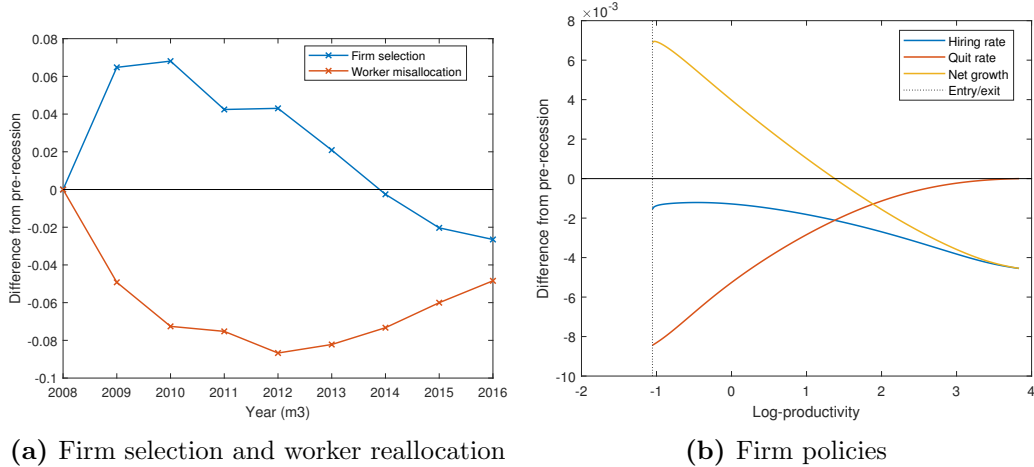 Firm selection
Worker misallocation
Difference from pre-recession
0.08
0.06
0.04
0.02
0
-0.02
-0.04
-0.06
-0.08
-0.1
2008 2009 2010 2011 2012 2013 2014 2015 2016
Year (m3)
(a) Firm selection and worker reallocation
×10⁻³
Hiring rate
Quit rate
Net growth
Entry/exit
Difference from pre-recession
8
6
4
2
0
-2
-4
-6
-8
-10
-2 -1 0 1 2 3 4
Log-productivity
(b) Firm policies